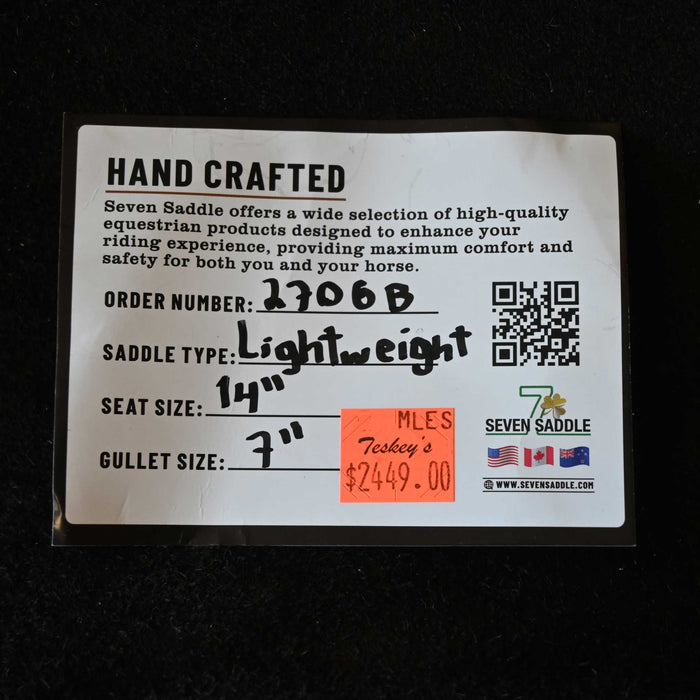 HAND CRAFTED
Seven Saddle offers a wide selection of high-quality
equestrian products designed to enhance your
riding experience, providing maximum comfort and
safety for both you and your horse.
ORDER NUMBER: 2706B
SADDLE TYPE: Lightweight
SEAT SIZE: 14"
GULLET SIZE: 7"
MLES
Teskey's
$2449.00
7
SEVEN SADDLE
WWW.SEVENSADDLE.COM